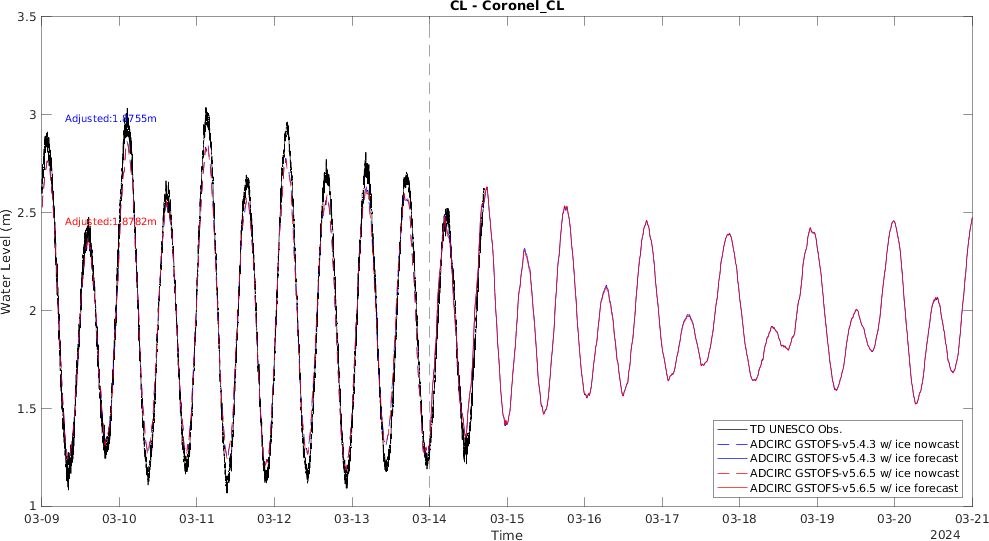 CL - Coronel_CL
3.5
3
2.5
2
1.5
1
Water Level (m)
Adjusted:1.8755m
Adjusted:1.8782m
TD UNESCO Obs.
ADCIRC GSTOFS-v5.4.3 w/ ice nowcast
ADCIRC GSTOFS-v5.4.3 w/ ice forecast
ADCIRC GSTOFS-v5.6.5 w/ ice nowcast
ADCIRC GSTOFS-v5.6.5 w/ ice forecast
03-09 03-10 03-11 03-12 03-13 03-14 03-15 03-16 03-17 03-18 03-19 03-20 03-21
Time
2024